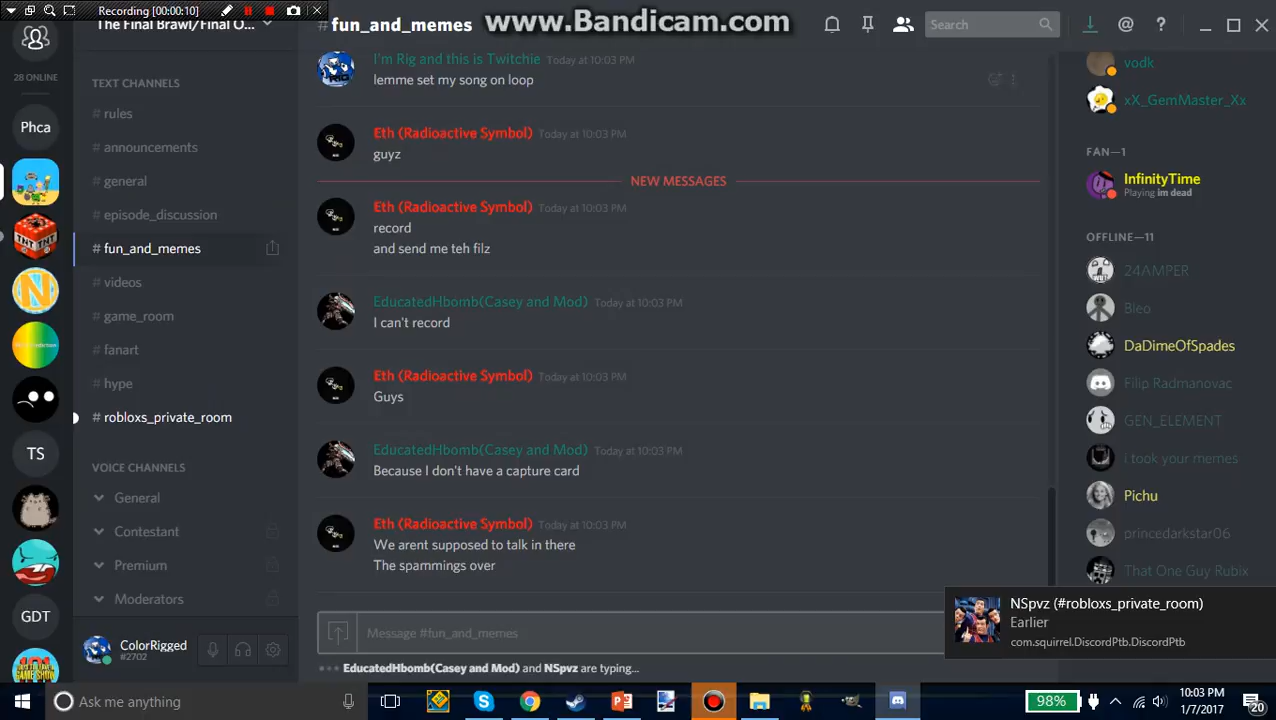 Recording [00:00:10]
www.Bandicam.com
The Final Brawl/Final O...
# fun_and_memes
Search
28 ONLINE
Phca
TNT
N
TS
GDT
TEXT CHANNELS
# rules
# announcements
# general
# episode_discussion
# fun_and_memes
# videos
# game_room
# fanart
# hype
# robloxs_private_room
VOICE CHANNELS
General
Contestant
Premium
Moderators
ColorRigged
#2702
I'm Rig and this is Twitchie Today at 10:03 PM
lemme set my song on loop
Eth (Radioactive Symbol) Today at 10:03 PM
guyz
NEW MESSAGES
Eth (Radioactive Symbol) Today at 10:03 PM
record
and send me teh filz
EducatedHbomb(Casey and Mod) Today at 10:03 PM
I can't record
Eth (Radioactive Symbol) Today at 10:03 PM
Guys
EducatedHbomb(Casey and Mod) Today at 10:03 PM
Because I don't have a capture card
Eth (Radioactive Symbol) Today at 10:03 PM
We arent supposed to talk in there
The spammings over
Message #fun_and_memes
EducatedHbomb(Casey and Mod) and NSpvz are typing...
vodk
xX_GemMaster_Xx
FAN—1
InfinityTime
Playing im dead
OFFLINE—11
24AMPER
Bleo
DaDimeOfSpades
Filip Radmanovac
GEN_ELEMENT
i took your memes
Pichu
princedarkstar06
That One Guy Rubix
NSpvz (#robloxs_private_room)
Earlier
com.squirrel.DiscordPtb.DiscordPtb
Ask me anything
98%
10:03 PM
1/7/2017
20